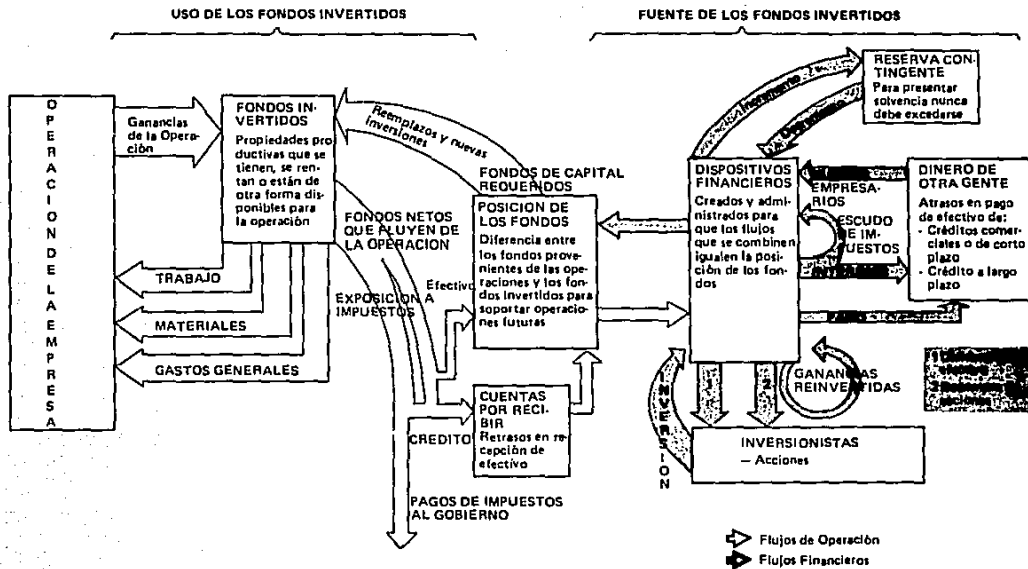 USO DE LOS FONDOS INVERTIDOS
FUENTE DE LOS FONDOS INVERTIDOS
OPERACION DE LA EMPRESA
Ganancias
de la Opera-
ción
FONDOS IN-
VERTIDOS
Propiedades pro-
ductivas que se
tienen, se ren-
tan o están de
otra forma dis-
ponibles para
la operación
TRABAJO
MATERIALES
GASTOS GENERALES
Reemplazos y nuevas
inversiones
FONDOS NETOS
QUE FLUYEN DE
LA OPERACION
EXPOSICION A
IMPUESTOS
Efectivo
CREDITO
PAGOS DE IMPUESTOS
AL GOBIERNO
FONDOS DE CAPITAL
REQUERIDOS
POSICION DE
LOS FONDOS
Diferencia entre
los fondos prove-
nientes de las ope-
raciones y los fon-
dos invertidos para
soportar operacio-
nes futuras
CUENTAS
POR RECI-
BIR
Retrasos en re-
cepción de
efectivo
Incremento
RESERVA CON-
TINGENTE
Para presentar
solvencia nunca
debe excedarse
DISPOSITIVOS
FINANCIEROS
Creados y admi-
nistrados para
que los flujos
que se combinen
igualen la posi-
ción de los fon-
dos
EMPRESA-
RIOS
ESCUDO
DE IM-
PUESTOS
DINERO DE
OTRA GENTE
Atrasos en pago
de efectivo de:
- Créditos comer-
ciales o de corto
plazo
- Crédito a largo
plazo
INVERSION
1
2
GANANCIAS
REINVERTIDAS
INVERSIONISTAS
— Acciones
Flujos de Operación
Flujos Financieros